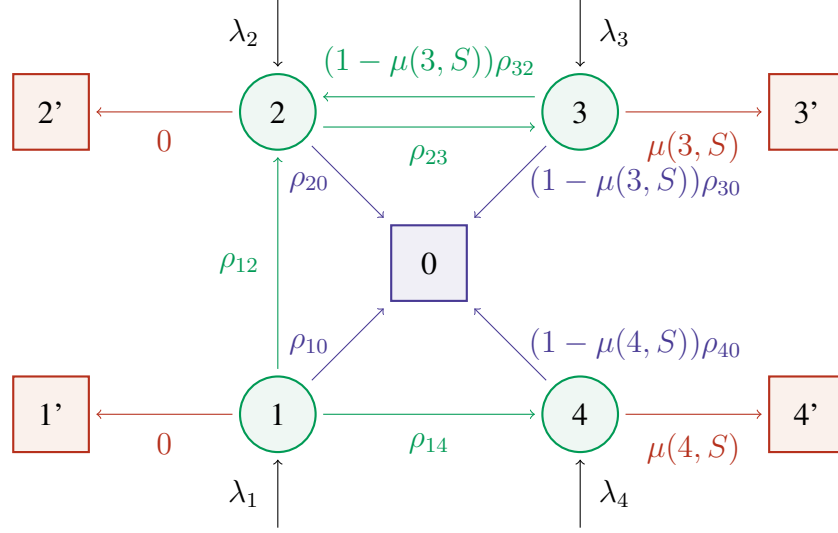 λ₂
λ₃
(1 − μ(3, S))ρ₃₂
2’
0
2
ρ₂₃
3
μ(3, S)
3’
ρ₂₀
(1 − μ(3, S))ρ₃₀
ρ₁₂
0
ρ₁₀
(1 − μ(4, S))ρ₄₀
1’
0
1
ρ₁₄
4
μ(4, S)
4’
λ₁
λ₄